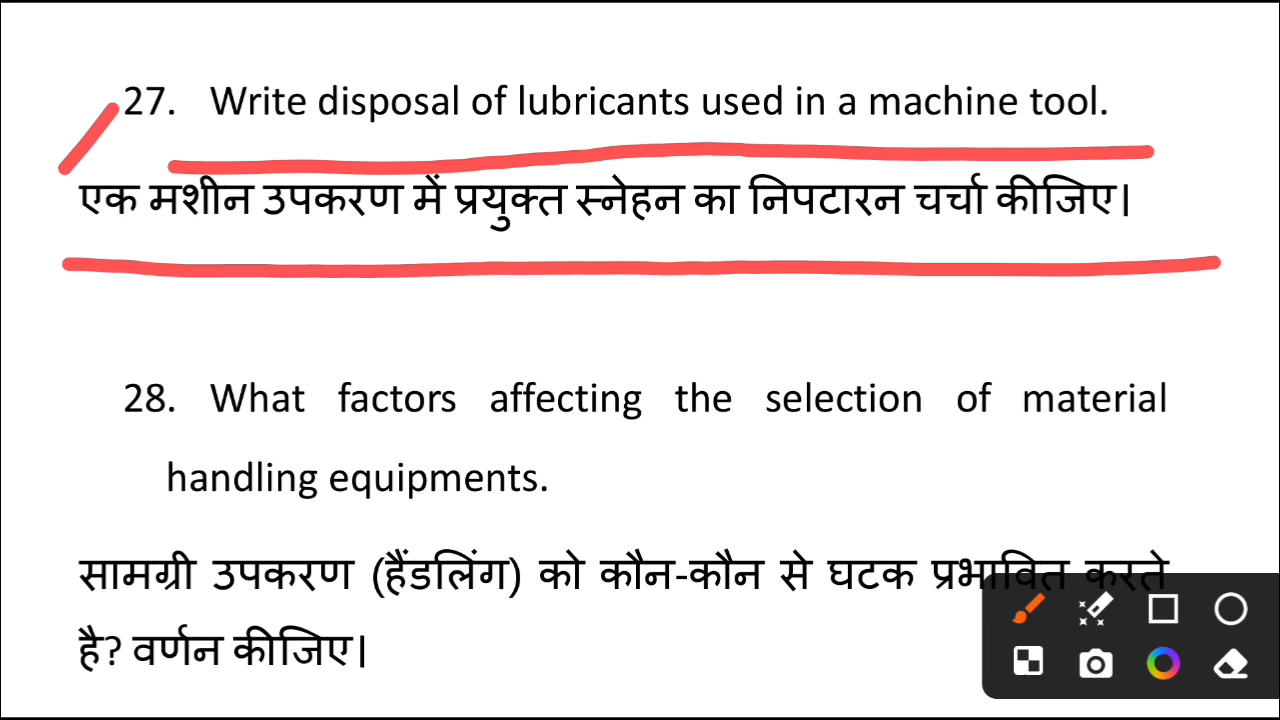 27. Write disposal of lubricants used in a machine tool.
एक मशीन उपकरण में प्रयुक्त स्नेहन का निपटारन चर्चा कीजिए।
28. What factors affecting the selection of material
handling equipments.
सामग्री उपकरण (हैंडलिंग) को कौन-कौन से घटक प्रभावित करते
है? वर्णन कीजिए।